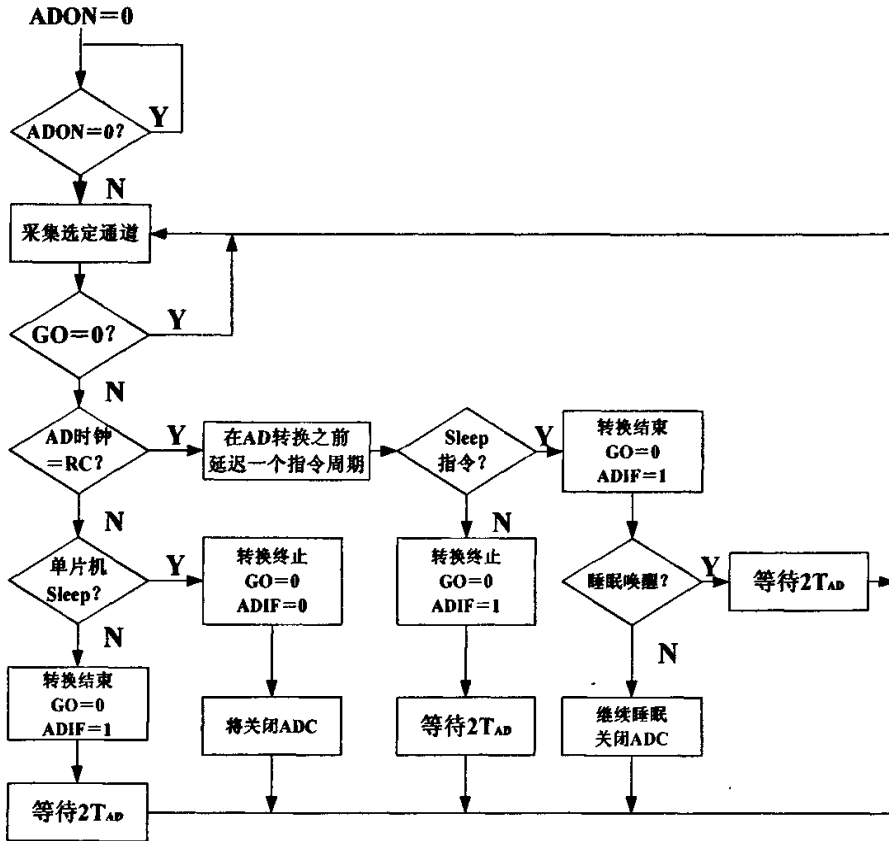 ADON=0
ADON=0?
Y
N
采集选定通道
GO=0?
Y
N
AD时钟
=RC?
Y
在AD转换之前
延迟一个指令周期
Sleep
指令?
Y
转换结束
GO=0
ADIF=1
N
N
单片机
Sleep?
Y
转换终止
GO=0
ADIF=0
转换终止
GO=0
ADIF=1
睡眠唤醒?
Y
等待2TAD
N
N
转换结束
GO=0
ADIF=1
将关闭ADC
等待2TAD
继续睡眠
关闭ADC
等待2TAD